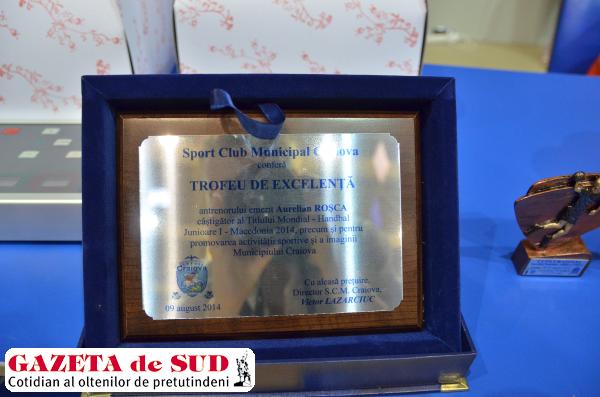 Sport Club Municipal Craiova
conferă
TROFEU DE EXCELENŢĂ
antrenorului emerit Aurelian ROŞCA
câştigător al Titlului Mondial - Handbal
Junioare I - Macedonia 2014, precum şi pentru
promovarea activităţii sportive şi a imaginii
Municipiului Craiova
Craiova
Cu aleasă preţuire,
Director S.C.M. Craiova,
Victor LAZARCIUC
09 august 2014
GAZETA de SUD
Cotidian al oltenilor de pretutindeni